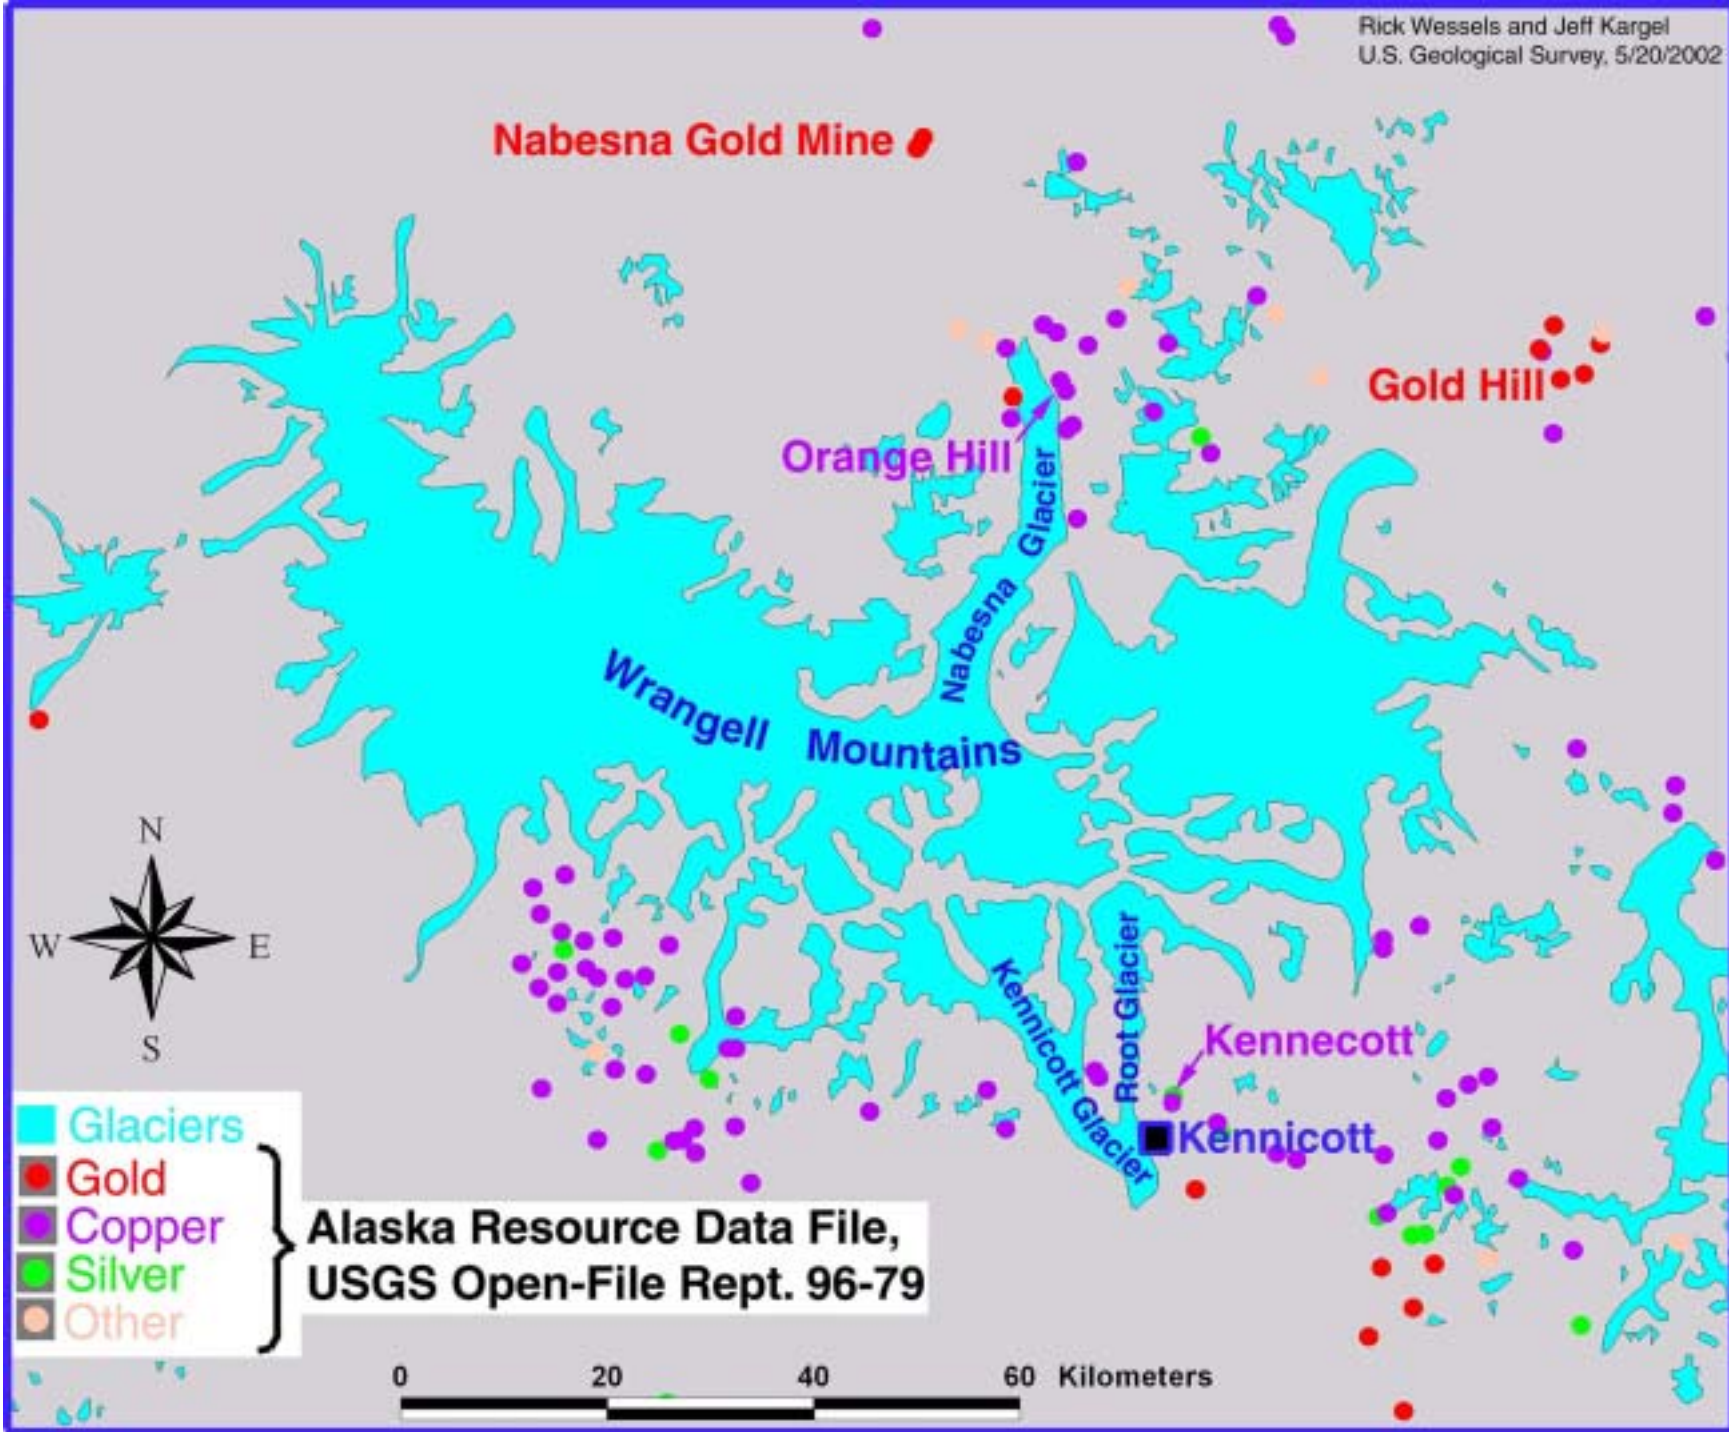 Rick Wessels and Jeff Kargel
U.S. Geological Survey, 5/20/2002
Nabesna Gold Mine
Gold Hill
Orange Hill
Nabesna Glacier
Wrangell Mountains
N
W E
S
Kennicott Glacier
Root Glacier
Kennecott
Kennicott
Glaciers
Gold
Copper
Silver
Other
Alaska Resource Data File,
USGS Open-File Rept. 96-79
0 20 40 60 Kilometers